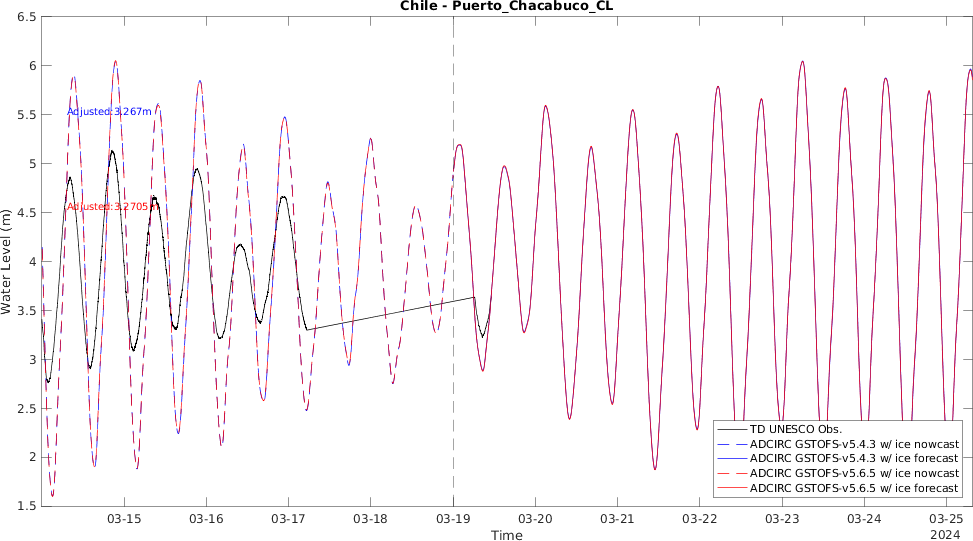 Chile - Puerto_Chacabuco_CL
6.5
6
5.5
5
4.5
4
3.5
3
2.5
2
1.5
Water Level (m)
Adjusted:3.267m
Adjusted:3.2705
TD UNESCO Obs.
ADCIRC GSTOFS-v5.4.3 w/ ice nowcast
ADCIRC GSTOFS-v5.4.3 w/ ice forecast
ADCIRC GSTOFS-v5.6.5 w/ ice nowcast
ADCIRC GSTOFS-v5.6.5 w/ ice forecast
03-15 03-16 03-17 03-18 03-19 03-20 03-21 03-22 03-23 03-24 03-25
2024
Time